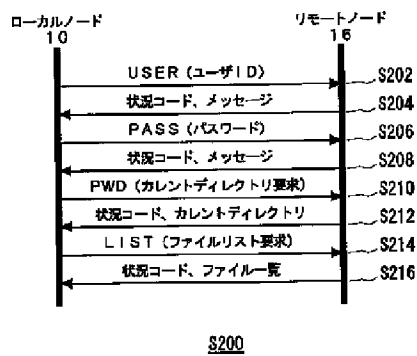 ローカルノード
10
リモートノード
16
USER(ユーザID)
S202
状況コード、メッセージ
S204
PASS(パスワード)
S206
状況コード、メッセージ
S208
PWD(カレントディレクトリ要求)
S210
状況コード、カレントディレクトリ
S212
LIST(ファイルリスト要求)
S214
状況コード、ファイル一覧
S216
S200